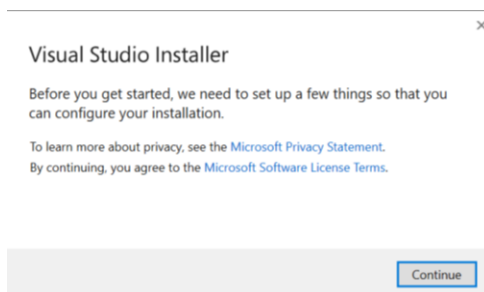 Visual Studio Installer
Before you get started, we need to set up a few things so that you
can configure your installation.
To learn more about privacy, see the Microsoft Privacy Statement.
By continuing, you agree to the Microsoft Software License Terms.
Continue